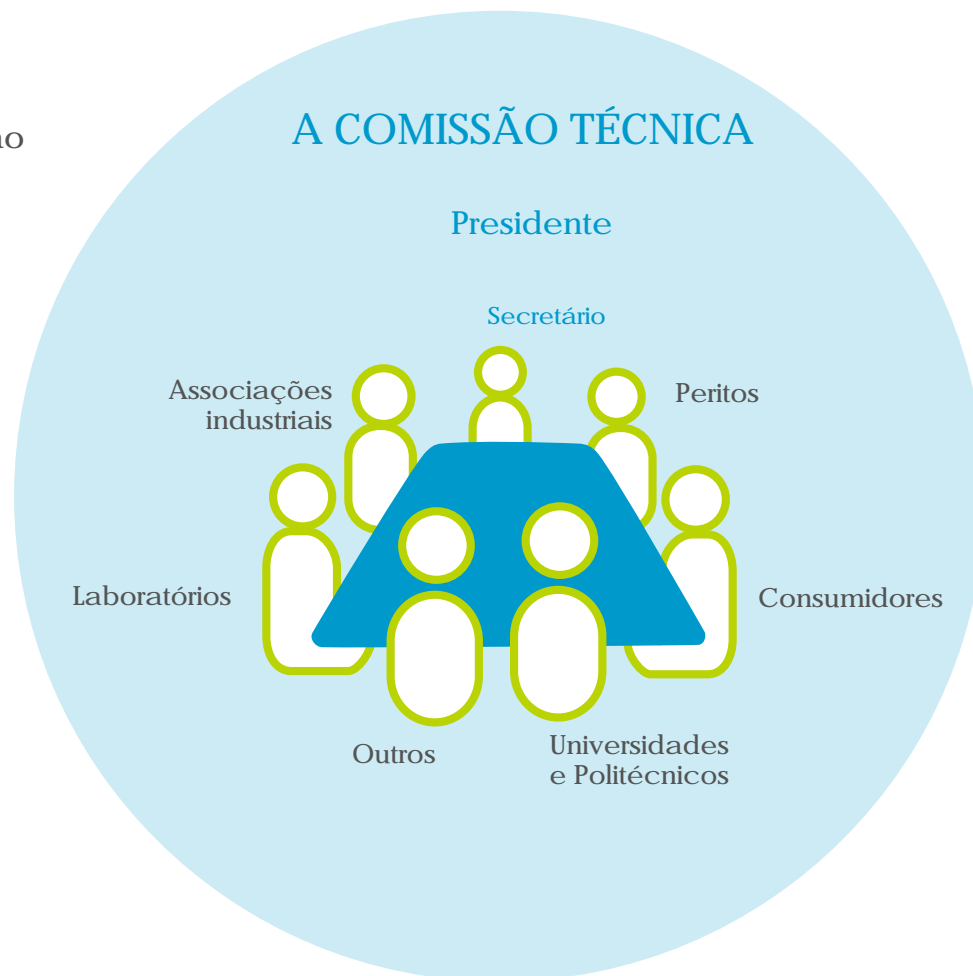 A COMISSÃO TÉCNICA
Presidente
Secretário
Associações
industriais
Peritos
Laboratórios
Consumidores
Outros
Universidades
e Politécnicos